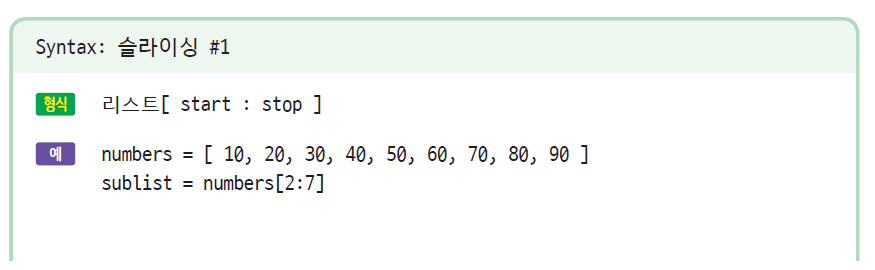 Syntax: 슬라이싱 #1
형식 리스트[ start : stop ]
예 numbers = [ 10, 20, 30, 40, 50, 60, 70, 80, 90 ]
sublist = numbers[2:7]